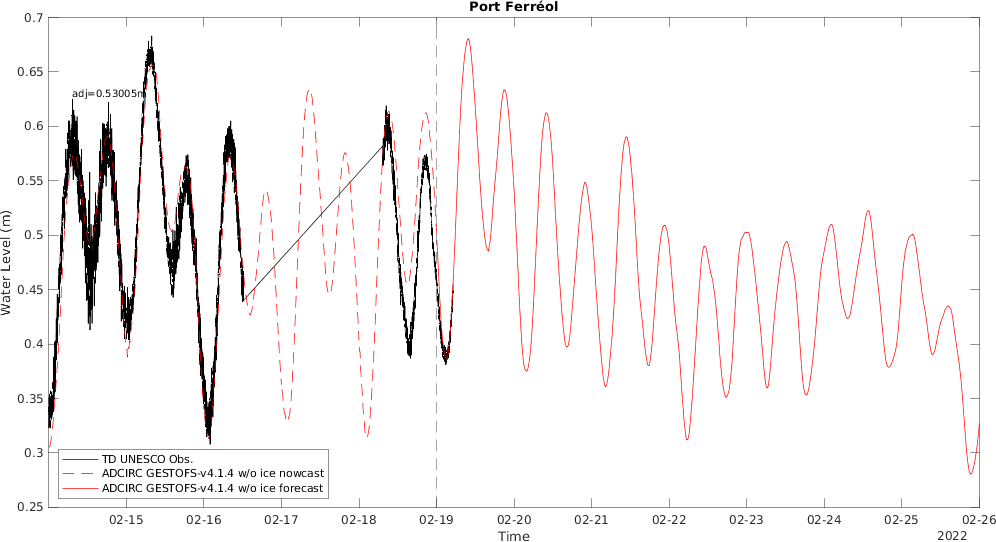 Port Ferréol
0.7
0.65
0.6
0.55
0.5
0.45
0.4
0.35
0.3
0.25
Water Level (m)
adj=0.53005m
TD UNESCO Obs.
ADCIRC GESTOFS-v4.1.4 w/o ice nowcast
ADCIRC GESTOFS-v4.1.4 w/o ice forecast
02-15 02-16 02-17 02-18 02-19 02-20 02-21 02-22 02-23 02-24 02-25 02-26
Time
2022